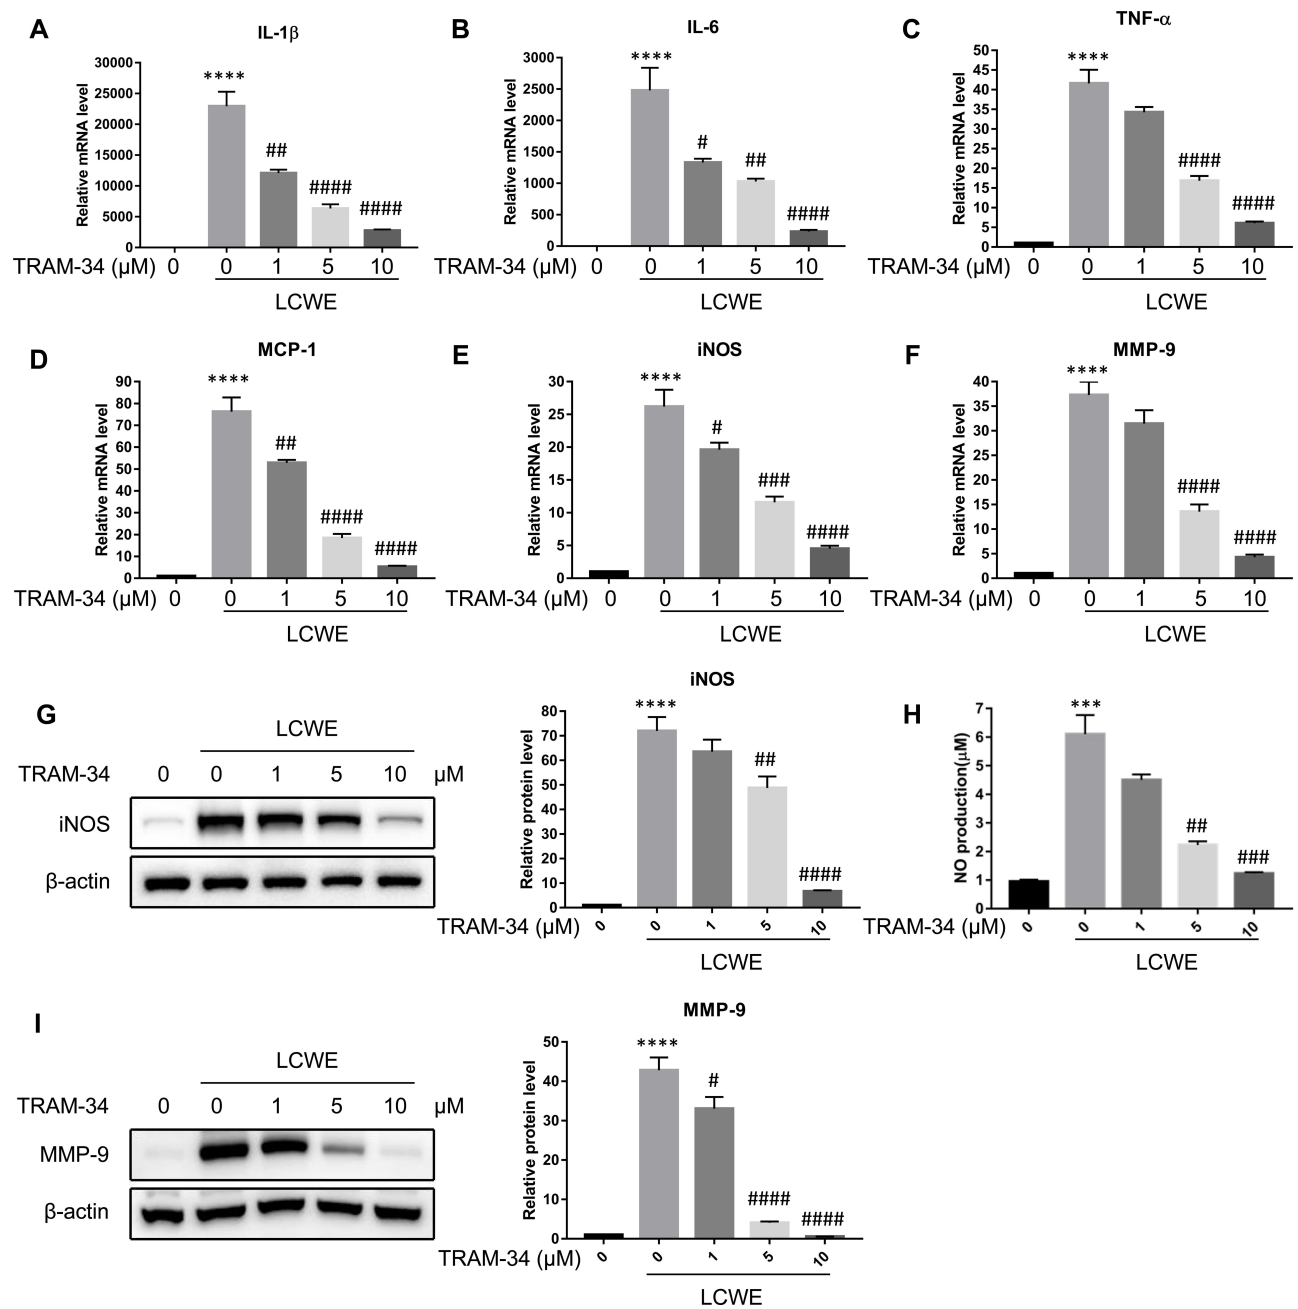 A
IL-1β
Relative mRNA level
30000
25000
20000
15000
10000
5000
0
****
##
####
####
TRAM-34 (μM) 0 0 1 5 10
LCWE
B
IL-6
Relative mRNA level
3000
2500
2000
1500
1000
500
0
****
#
##
####
TRAM-34 (μM) 0 0 1 5 10
LCWE
C
TNF-α
Relative mRNA level
50
45
40
35
30
25
20
15
10
5
0
****
####
####
TRAM-34 (μM) 0 0 1 5 10
LCWE
D
MCP-1
Relative mRNA level
90
80
70
60
50
40
30
20
10
0
****
##
####
####
TRAM-34 (μM) 0 0 1 5 10
LCWE
E
iNOS
Relative mRNA level
30
25
20
15
10
5
0
****
#
###
####
TRAM-34 (μM) 0 0 1 5 10
LCWE
F
MMP-9
Relative mRNA level
40
35
30
25
20
15
10
5
0
****
####
####
TRAM-34 (μM) 0 0 1 5 10
LCWE
G
LCWE
TRAM-34 0 0 1 5 10 μM
iNOS
β-actin
iNOS
Relative protein level
80
70
60
50
40
30
20
10
0
****
##
####
TRAM-34 (μM) 0 0 1 5 10
LCWE
H
NO production(μM)
7
6
5
4
3
2
1
0
***
##
###
TRAM-34 (μM) 0 0 1 5 10
LCWE
I
LCWE
TRAM-34 0 0 1 5 10 μM
MMP-9
β-actin
MMP-9
Relative protein level
50
40
30
20
10
0
****
#
####
####
TRAM-34 (μM) 0 0 1 5 10
LCWE